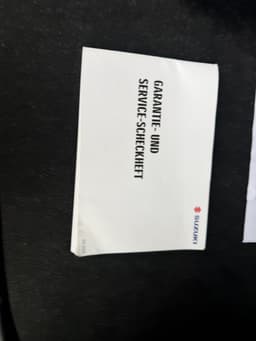 GARANTIE- UND
SERVICE-SCHECKHEFT
SUZUKI